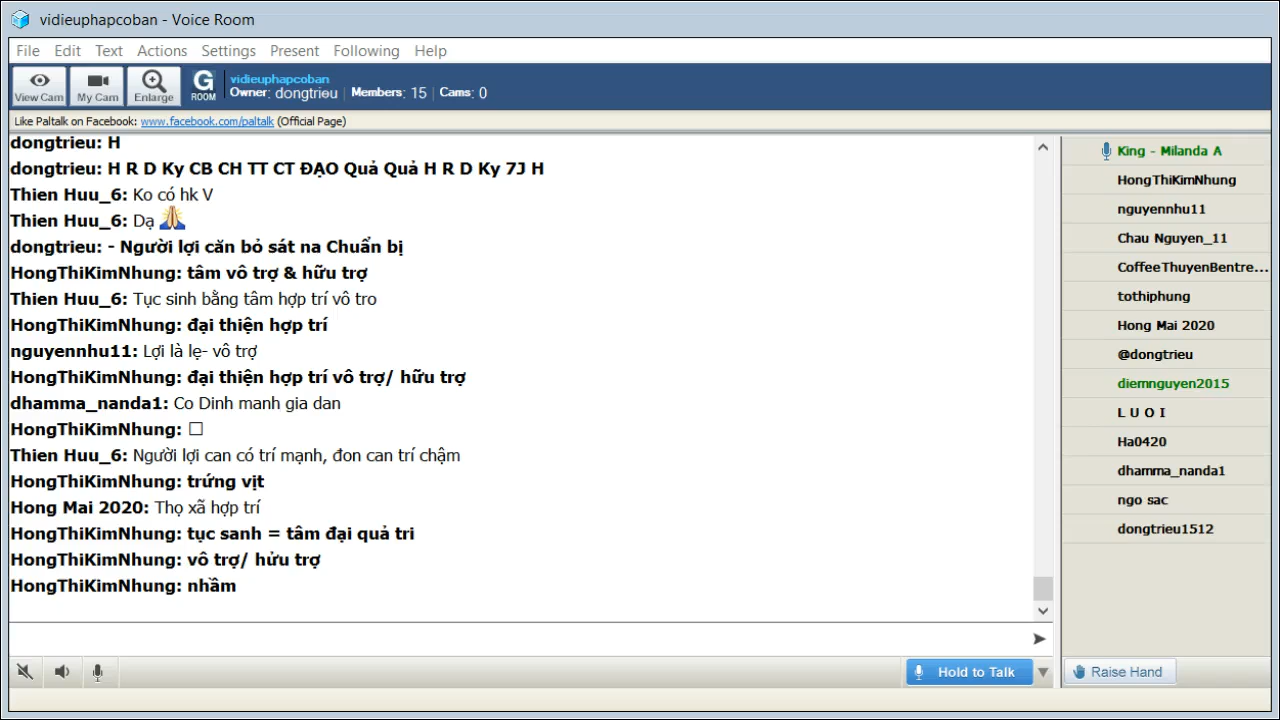 vidieuphapcoban - Voice Room
File Edit Text Actions Settings Present Following Help
View Cam My Cam Enlarge G ROOM
vidieuphapcoban
Owner: dongtrieu | Members: 15 | Cams: 0
Like Paltalk on Facebook: www.facebook.com/paltalk (Official Page)
dongtrieu: H
dongtrieu: H R D Ky CB CH TT CT ĐẠO Quả Quả H R D Ky 7J H
Thien Huu_6: Ko có hk V
Thien Huu_6: Dạ
dongtrieu: - Người lợi căn bỏ sát na Chuẩn bị
HongThiKimNhung: tâm vô trợ & hữu trợ
Thien Huu_6: Tục sinh bằng tâm hợp trí vô tro
HongThiKimNhung: đại thiện hợp trí
nguyennhu11: Lợi là lẹ- vô trợ
HongThiKimNhung: đại thiện hợp trí vô trợ/ hữu trợ
dhamma_nanda1: Co Dinh manh gia dan
HongThiKimNhung: □
Thien Huu_6: Người lợi can có trí mạnh, đon can trí chậm
HongThiKimNhung: trứng vịt
Hong Mai 2020: Thọ xã hợp trí
HongThiKimNhung: tục sanh = tâm đại quả tri
HongThiKimNhung: vô trợ/ hửu trợ
HongThiKimNhung: nhầm
King - Milanda A
HongThiKimNhung
nguyennhu11
Chau Nguyen_11
CoffeeThuyenBentre...
tothiphung
Hong Mai 2020
@dongtrieu
diemnguyen2015
L U O I
Ha0420
dhamma_nanda1
ngo sac
dongtrieu1512
Hold to Talk
Raise Hand